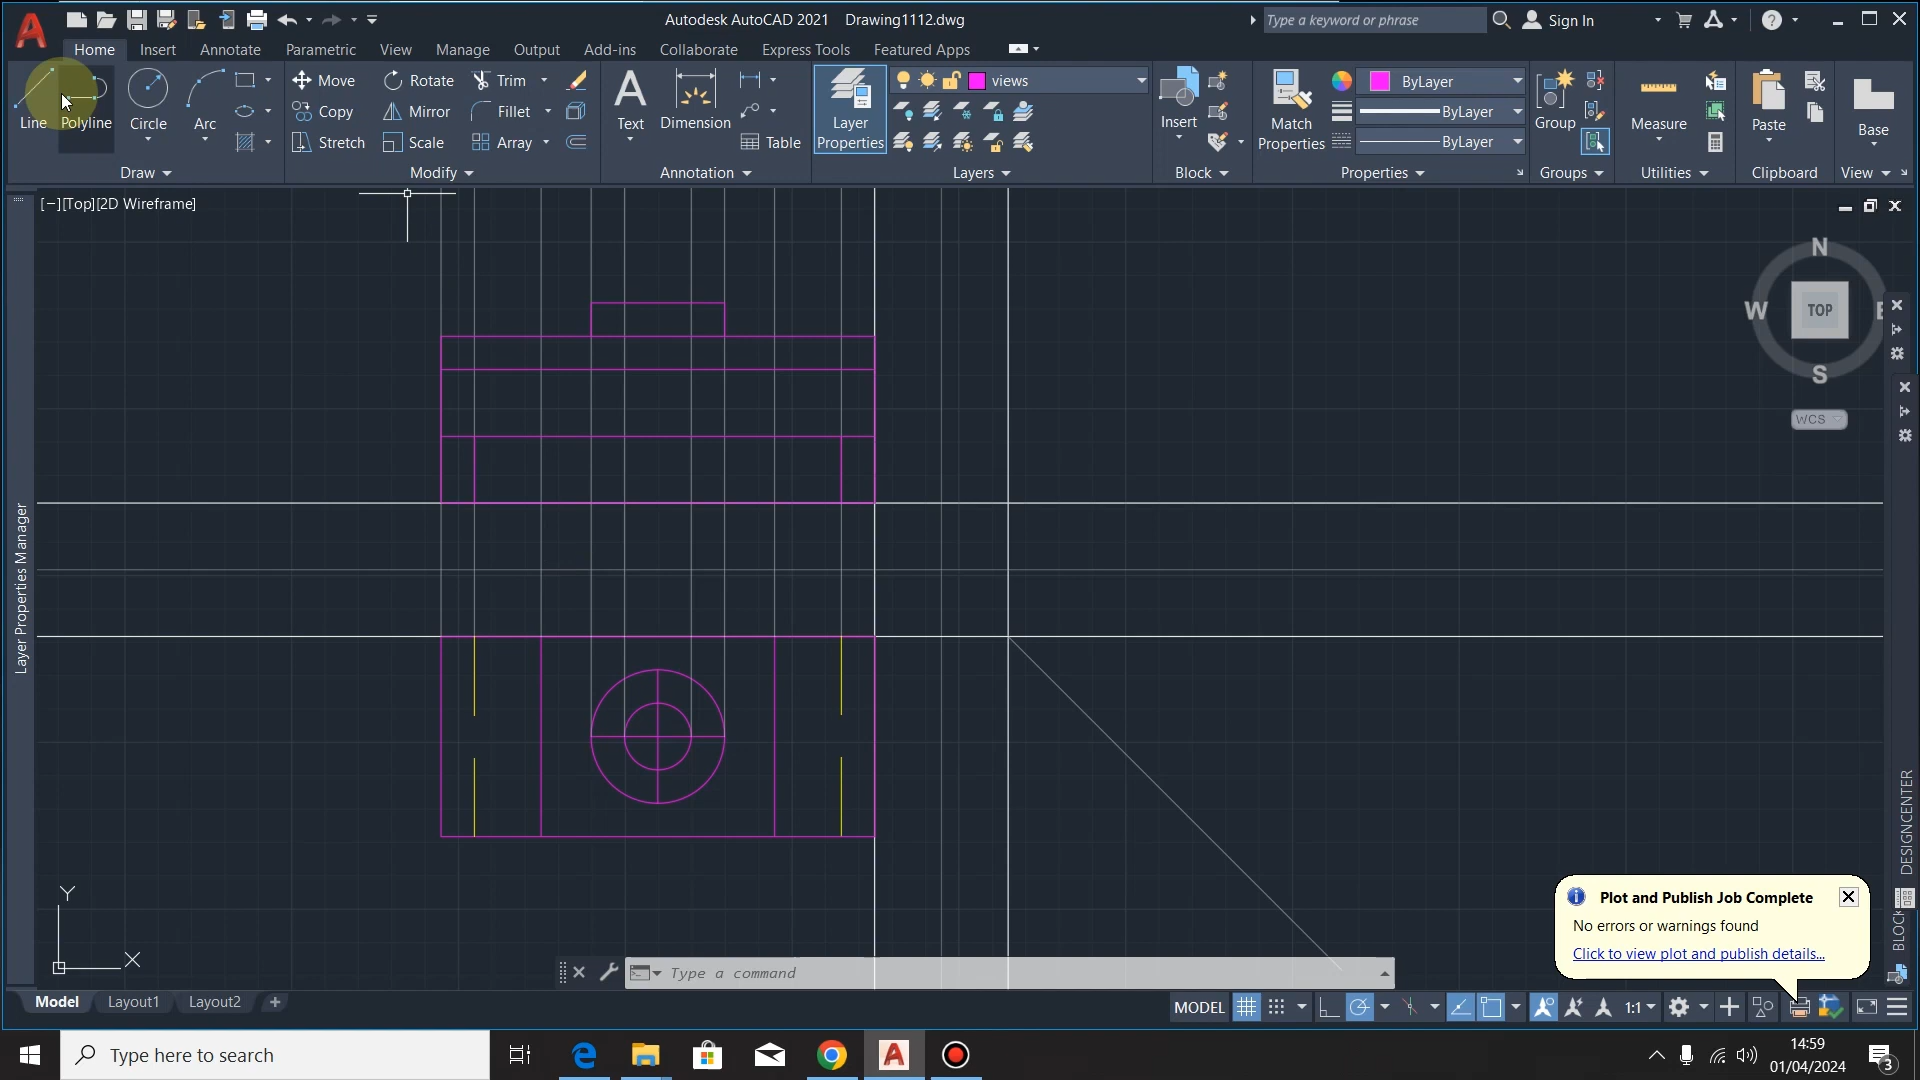 Autodesk AutoCAD 2021 Drawing1112.dwg
Type a keyword or phrase
Sign In
Home Insert Annotate Parametric View Manage Output Add-ins Collaborate Express Tools Featured Apps
Line Polyline Circle Arc
Move Rotate Trim
Copy Mirror Fillet
Stretch Scale Array
Text Dimension Table
Layer Properties
views
Insert
Match Properties
ByLayer
ByLayer
ByLayer
Group Measure Paste Base
Draw Modify Annotation Layers Block Properties Groups Utilities Clipboard View
[−][Top][2D Wireframe]
N
W TOP E
S
WCS
Layer Properties Manager
DESIGNCENTER
BLOCK
Y
X
Plot and Publish Job Complete
No errors or warnings found
Click to view plot and publish details...
Type a command
Model Layout1 Layout2
MODEL 1:1
Type here to search
14:59
01/04/2024
3